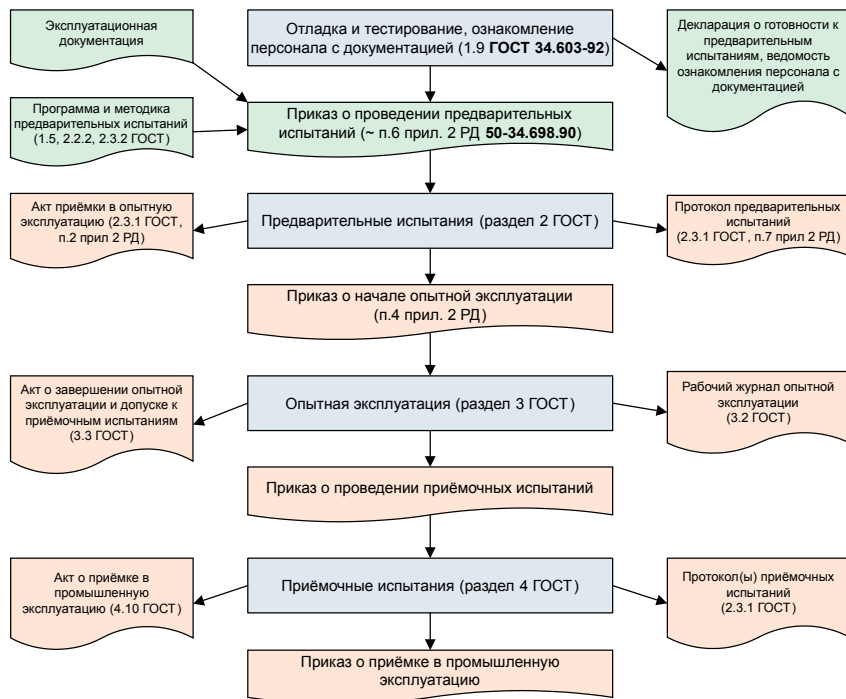 Эксплуатационная
документация
Отладка и тестирование, ознакомление
персонала с документацией (1.9 ГОСТ 34.603-92)
Декларация о готовности к
предварительным
испытаниям, ведомость
ознакомления персонала с
документацией
Программа и методика
предварительных испытаний
(1.5, 2.2.2, 2.3.2 ГОСТ)
Приказ о проведении предварительных
испытаний (~ п.6 прил. 2 РД 50-34.698.90)
Акт приёмки в опытную
эксплуатацию (2.3.1 ГОСТ,
п.2 прил 2 РД)
Предварительные испытания (раздел 2 ГОСТ)
Протокол предварительных
испытаний
(2.3.1 ГОСТ, п.7 прил 2 РД)
Приказ о начале опытной эксплуатации
(п.4 прил. 2 РД)
Акт о завершении опытной
эксплуатации и допуске к
приёмочным испытаниям
(3.3 ГОСТ)
Опытная эксплуатация (раздел 3 ГОСТ)
Рабочий журнал опытной
эксплуатации
(3.2 ГОСТ)
Приказ о проведении приёмочных испытаний
Акт о приёмке в
промышленную
эксплуатацию (4.10 ГОСТ)
Приёмочные испытания (раздел 4 ГОСТ)
Протокол(ы) приёмочных
испытаний
(2.3.1 ГОСТ)
Приказ о приёмке в промышленную
эксплуатацию